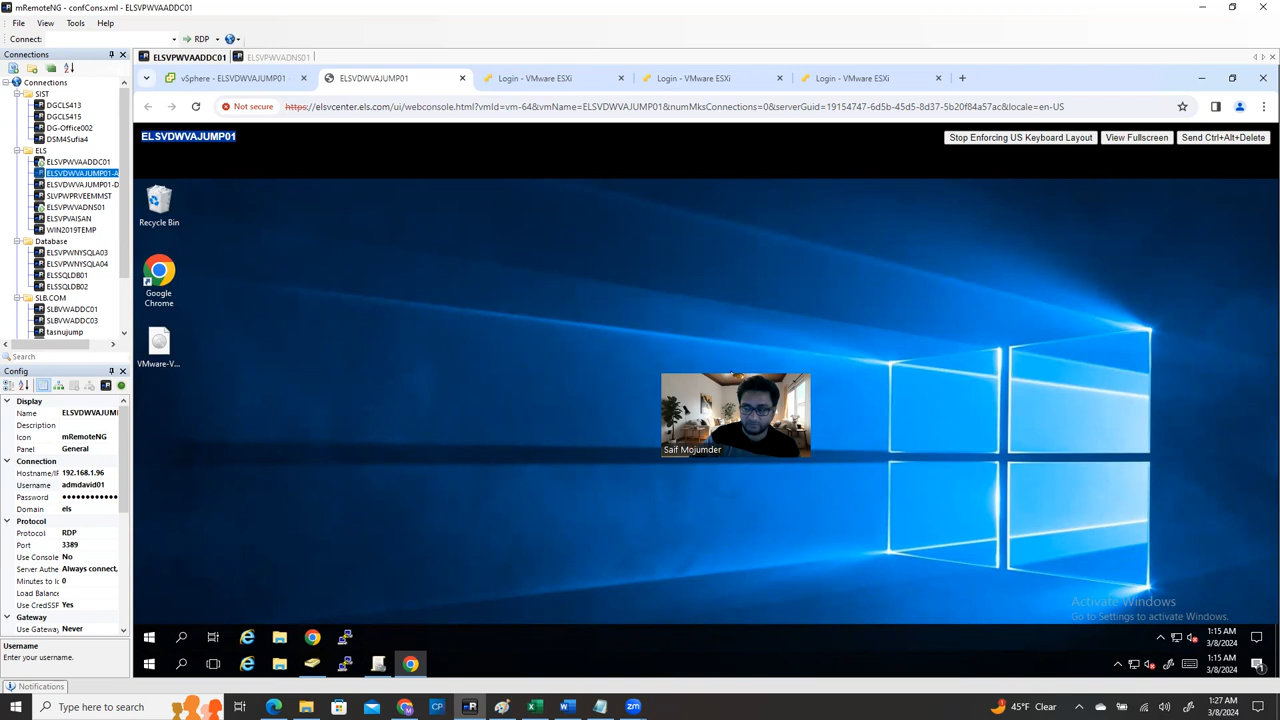 mRemoteNG - confCons.xml - ELSVPWVAADDC01
File View Tools Help
Connect: RDP
Connections
ELSVPWVAADDC01 ELSVPWVADNS01
Connections
SIST
DGCLS413
DGCLS415
DG-Office002
DSM4Sufia4
ELS
ELSVPWVAADDC01
ELSVDWVAJUMP01-A
ELSVDWVAJUMP01-D
SLVPWPRVEEMMST
ELSVPWVADNS01
ELSVPVAISAN
WIN2019TEMP
Database
ELSVPWNYSQLA03
ELSVPWNYSQLA04
ELSSQLDB01
ELSSQLDB02
SLB.COM
SLBVWADDC01
SLBVWADDC03
tasnujump
Search
Config
Display
Name ELSVDWVAJUM
Description
Icon mRemoteNG
Panel General
Connection
Hostname/IP 192.168.1.96
Username admdavid01
Password ••••••••••••
Domain els
Protocol
Protocol RDP
Port 3389
Use Console No
Server Authe Always connect,
Minutes to Ic 0
Load Balance
Use CredSSP Yes
Gateway
Use Gateway Never
Username
Enter your username.
Notifications
vSphere - ELSVDWVAJUMP01 - ELSVDWVAJUMP01 Login - VMware ESXi Login - VMware ESXi Login - VMware ESXi
Not secure https://elsvcenter.els.com/ui/webconsole.html?vmId=vm-64&vmName=ELSVDWVAJUMP01&numMksConnections=0&serverGuid=19154747-6d5b-45d5-8d37-5b20f84a57ac&locale=en-US
ELSVDWVAJUMP01
Stop Enforcing US Keyboard Layout View Fullscreen Send Ctrl+Alt+Delete
Recycle Bin
Google
Chrome
VMware-V...
Saif Mojumder
Activate Windows
Go to Settings to activate Windows.
1:15 AM
3/8/2024
1:15 AM
3/8/2024
Type here to search
45°F Clear
1:27 AM
3/8/2024